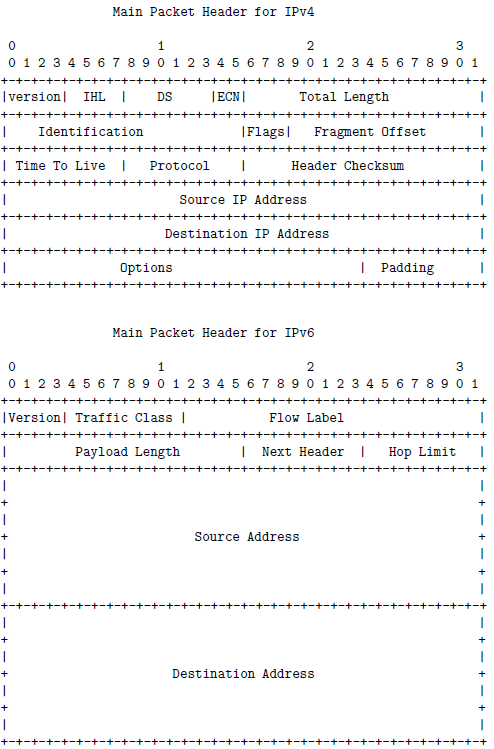 Main Packet Header for IPv4
0                   1                   2                   3
0 1 2 3 4 5 6 7 8 9 0 1 2 3 4 5 6 7 8 9 0 1 2 3 4 5 6 7 8 9 0 1
+-+-+-+-+-+-+-+-+-+-+-+-+-+-+-+-+-+-+-+-+-+-+-+-+-+-+-+-+-+-+-+-+
|version|  IHL  |    DS     |ECN|       Total Length            |
+-+-+-+-+-+-+-+-+-+-+-+-+-+-+-+-+-+-+-+-+-+-+-+-+-+-+-+-+-+-+-+-+
|    Identification             |Flags|   Fragment Offset       |
+-+-+-+-+-+-+-+-+-+-+-+-+-+-+-+-+-+-+-+-+-+-+-+-+-+-+-+-+-+-+-+-+
| Time To Live  |   Protocol    |      Header Checksum          |
+-+-+-+-+-+-+-+-+-+-+-+-+-+-+-+-+-+-+-+-+-+-+-+-+-+-+-+-+-+-+-+-+
|                       Source IP Address                       |
+-+-+-+-+-+-+-+-+-+-+-+-+-+-+-+-+-+-+-+-+-+-+-+-+-+-+-+-+-+-+-+-+
|                     Destination IP Address                    |
+-+-+-+-+-+-+-+-+-+-+-+-+-+-+-+-+-+-+-+-+-+-+-+-+-+-+-+-+-+-+-+-+
|               Options                         |  Padding      |
+-+-+-+-+-+-+-+-+-+-+-+-+-+-+-+-+-+-+-+-+-+-+-+-+-+-+-+-+-+-+-+-+
Main Packet Header for IPv6
0                   1                   2                   3
0 1 2 3 4 5 6 7 8 9 0 1 2 3 4 5 6 7 8 9 0 1 2 3 4 5 6 7 8 9 0 1
+-+-+-+-+-+-+-+-+-+-+-+-+-+-+-+-+-+-+-+-+-+-+-+-+-+-+-+-+-+-+-+-+
|Version| Traffic Class |           Flow Label                  |
+-+-+-+-+-+-+-+-+-+-+-+-+-+-+-+-+-+-+-+-+-+-+-+-+-+-+-+-+-+-+-+-+
|         Payload Length        |  Next Header  |   Hop Limit   |
+-+-+-+-+-+-+-+-+-+-+-+-+-+-+-+-+-+-+-+-+-+-+-+-+-+-+-+-+-+-+-+-+
|                                                               |
+                                                               +
|                                                               |
+                         Source Address                        +
|                                                               |
+                                                               +
|                                                               |
+-+-+-+-+-+-+-+-+-+-+-+-+-+-+-+-+-+-+-+-+-+-+-+-+-+-+-+-+-+-+-+-+
|                                                               |
+                                                               +
|                                                               |
+                      Destination Address                      +
|                                                               |
+                                                               +
|                                                               |
+-+-+-+-+-+-+-+-+-+-+-+-+-+-+-+-+-+-+-+-+-+-+-+-+-+-+-+-+-+-+-+-+